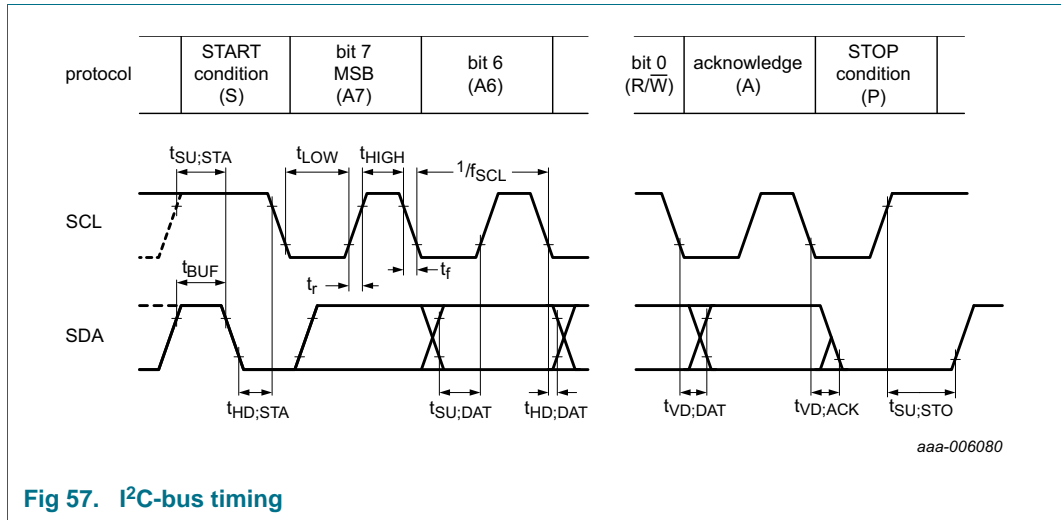 protocol
START condition (S)
bit 7 MSB (A7)
bit 6 (A6)
bit 0 (R/W̅)
acknowledge (A)
STOP condition (P)
tSU;STA
tLOW
tHIGH
1/fSCL
SCL
tBUF
tr
tf
SDA
tHD;STA
tSU;DAT
tHD;DAT
tVD;DAT
tVD;ACK
tSU;STO
aaa-006080
Fig 57. I²C-bus timing